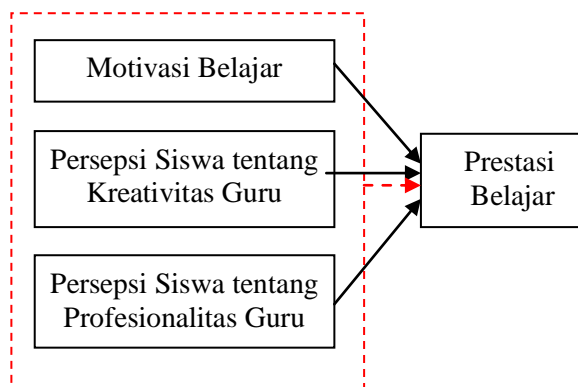 Motivasi Belajar
Persepsi Siswa tentang
Kreativitas Guru
Prestasi
Belajar
Persepsi Siswa tentang
Profesionalitas Guru